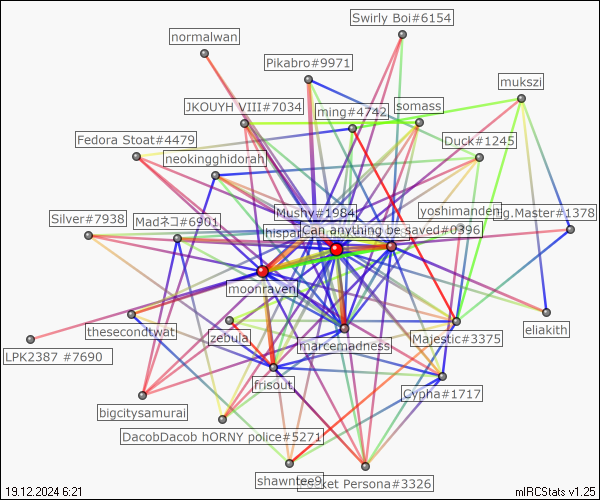 Swirly Boi#6154
normalwan
Pikabro#9971
mukszi
JKOUYH VIII#7034
ming#4742
somass
Fedora Stoat#4479
Duck#1245
neokingghidorah
Silver#7938
Madネコ#6901
Mushy#1984
yoshimanden
g.Master#1378
hispar
Can anything be saved#0396
moonraven
thesecondtwat
zebula
marcemadness
Majestic#3375
eliakith
LPK2387 #7690
frisout
Cypha#1717
bigcitysamurai
DacobDacob hORNY police#5271
shawntee9
cket Persona#3326
19.12.2024 6:21
mIRCStats v1.25